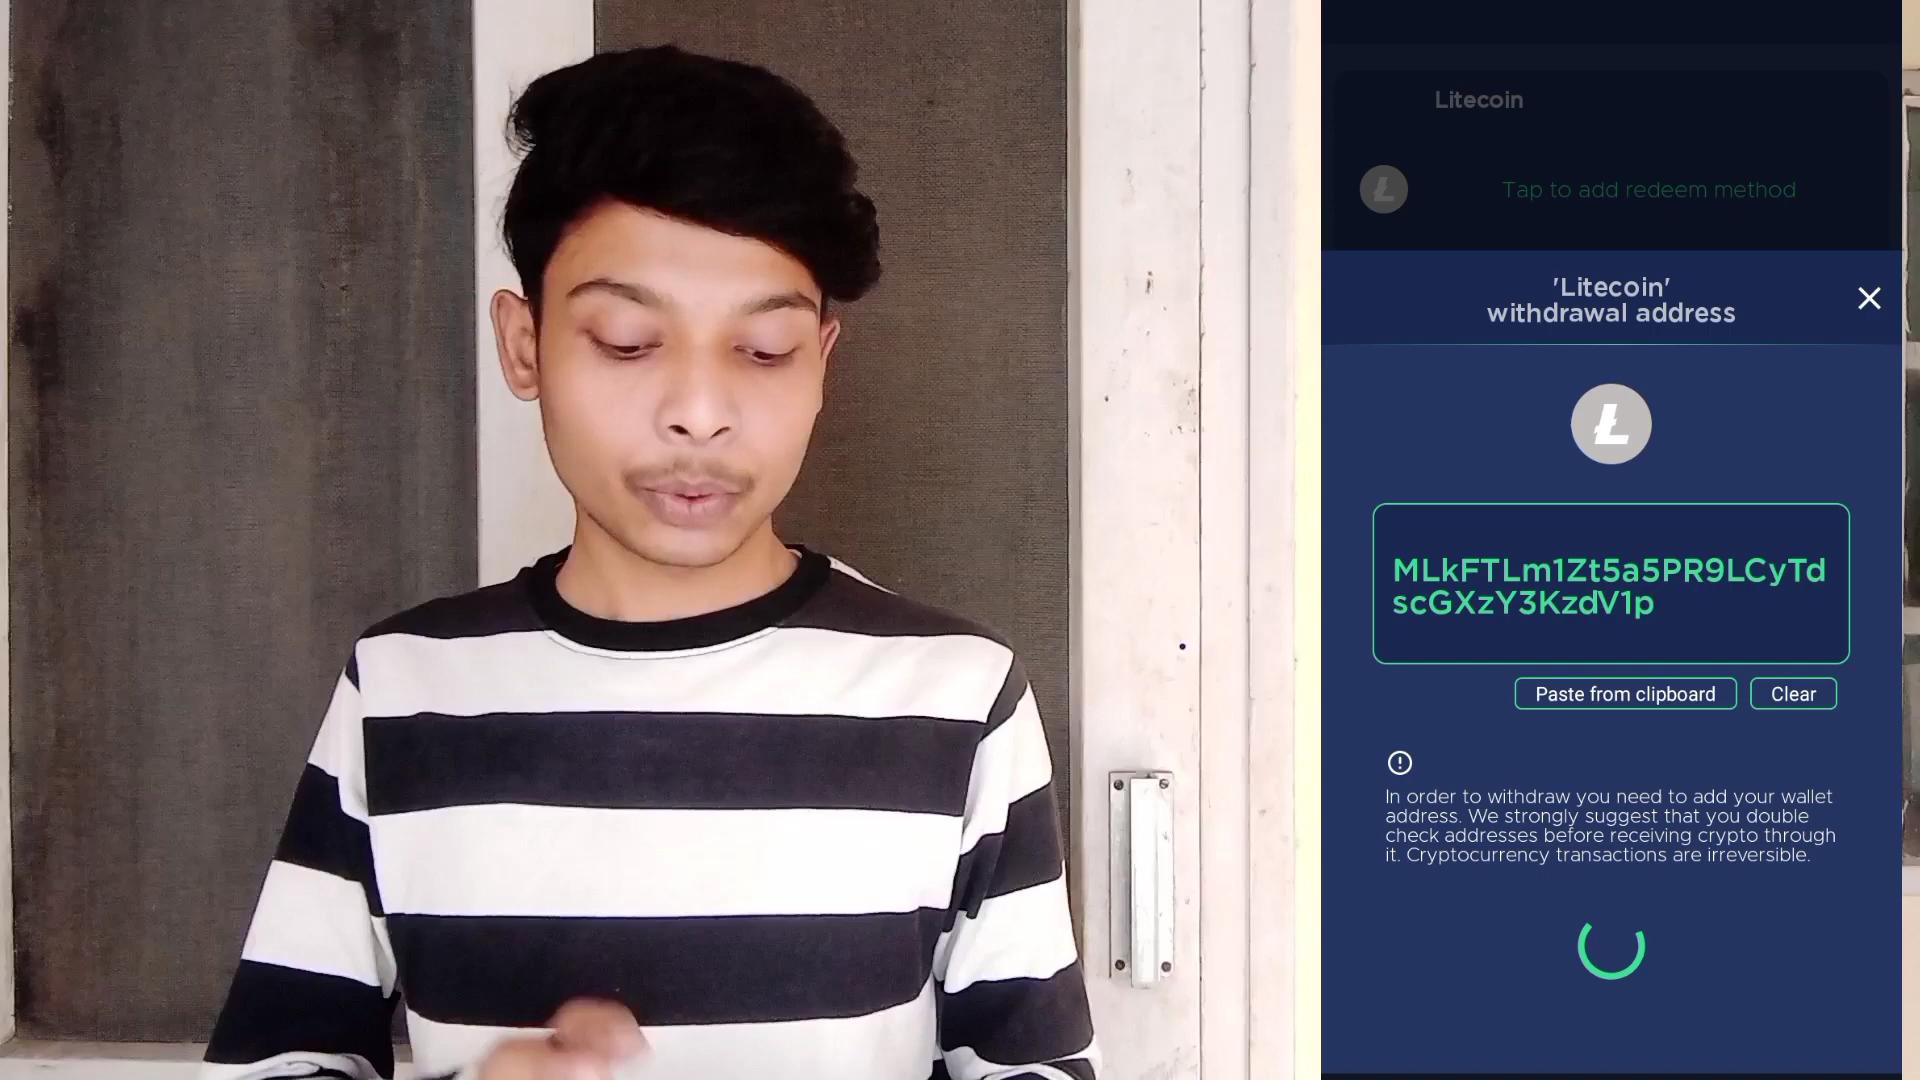 Litecoin
Tap to add redeem method
'Litecoin'
withdrawal address
MLkFTLm1Zt5a5PR9LCyTd
scGXzY3KzdV1p
Paste from clipboard
Clear
In order to withdraw you need to add your wallet
address. We strongly suggest that you double
check addresses before receiving crypto through
it. Cryptocurrency transactions are irreversible.